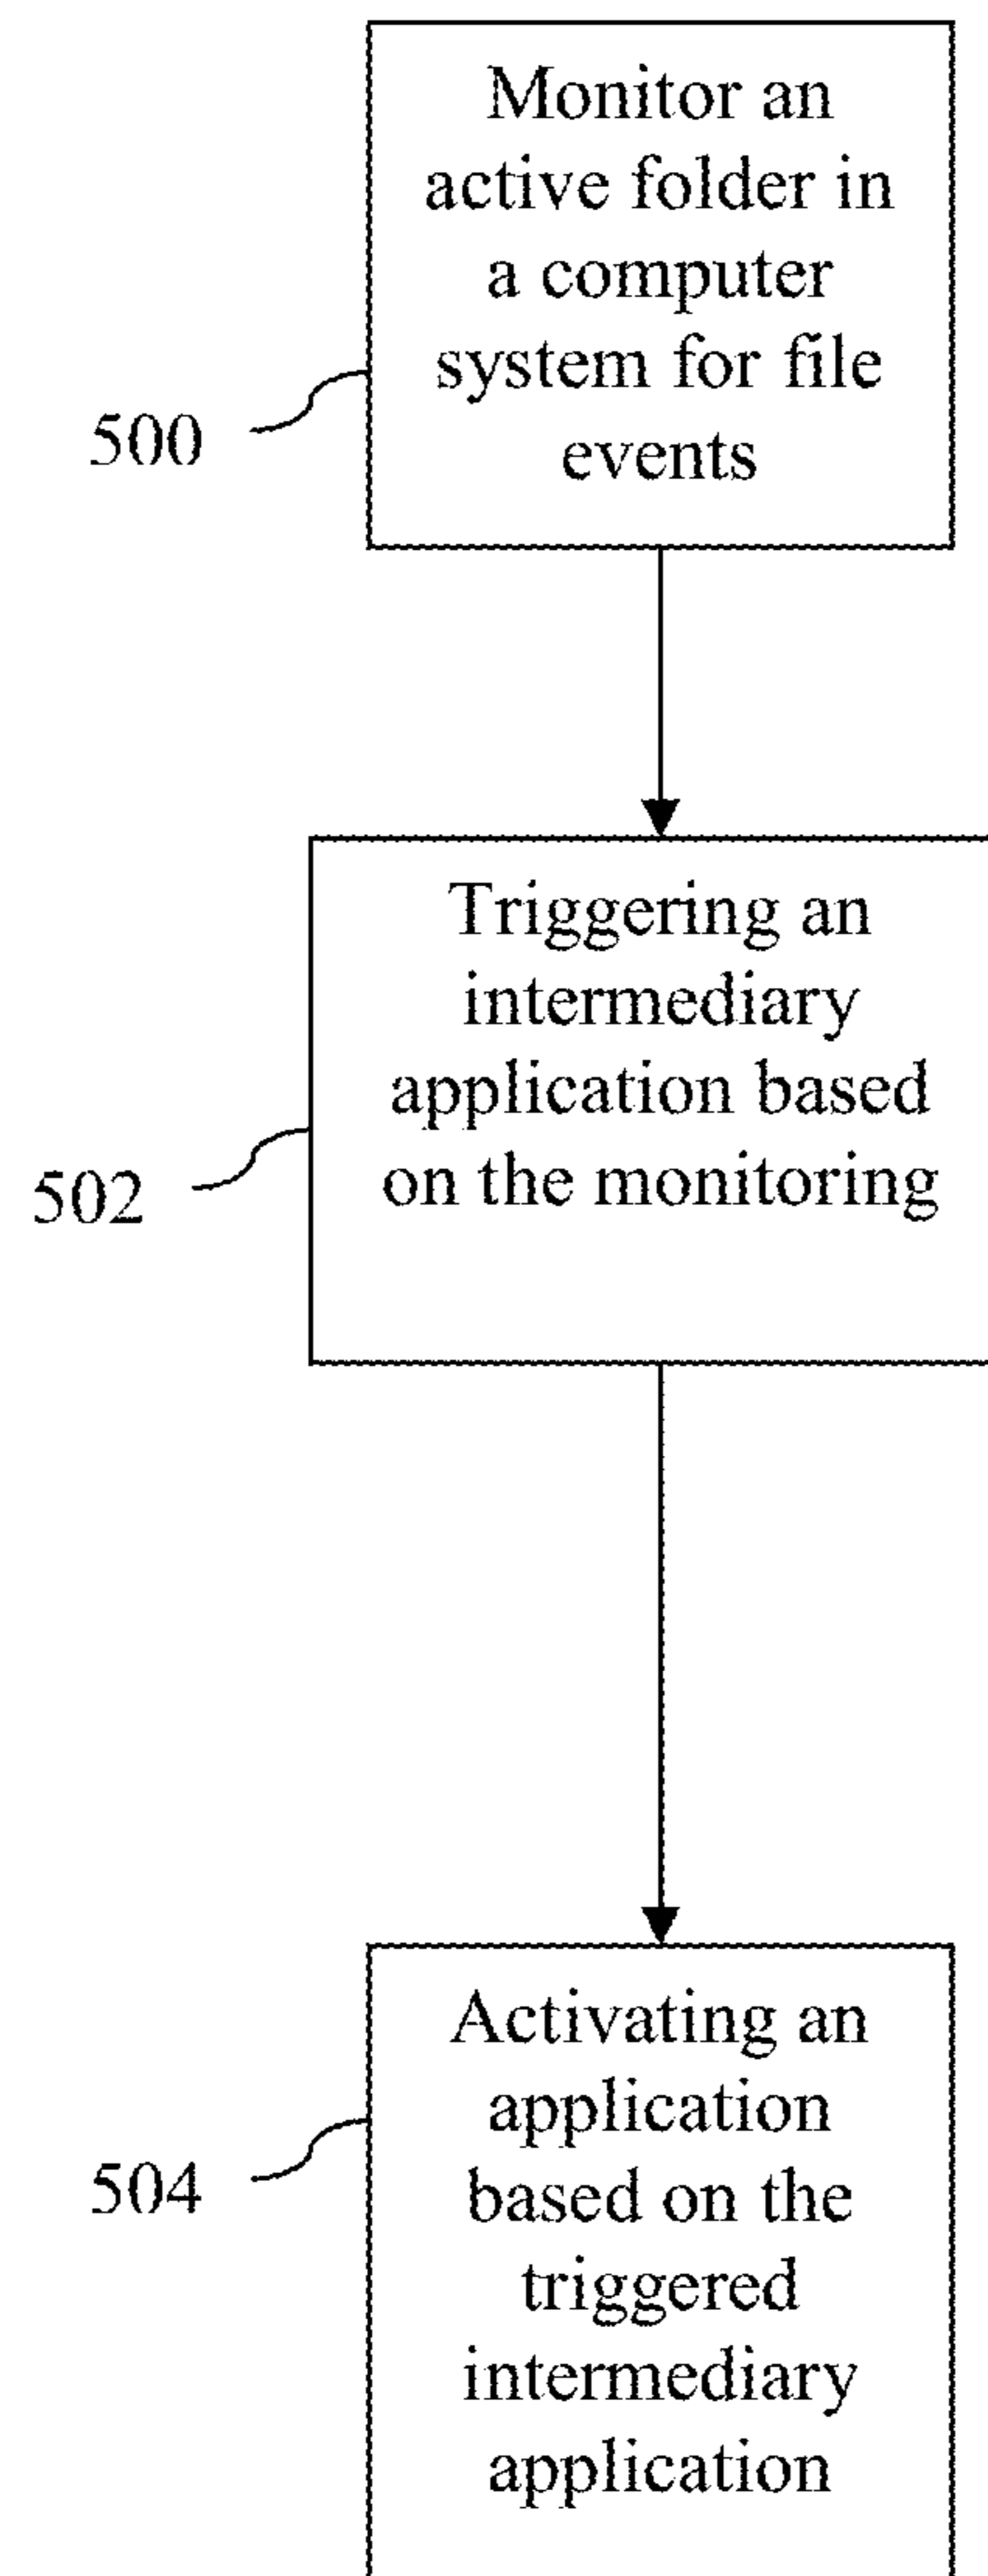 Monitor an
active folder in
a computer
system for file
events
500
Triggering an
intermediary
application based
on the monitoring
502
Activating an
application
based on the
triggered
intermediary
application
504